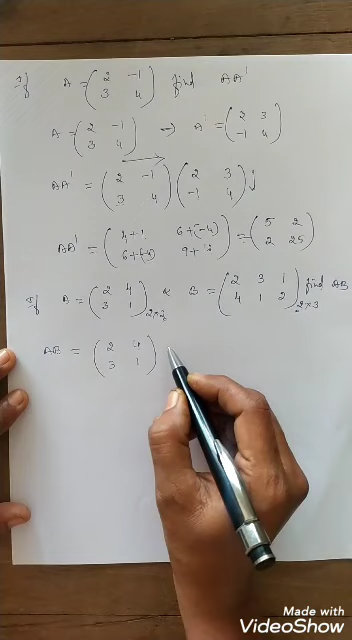 If A = (2 -1 3 4) find AA'
A = (2 -1 3 4) → A' = (2 3 -1 4)
AA' = (2 -1 3 4) (2 3 -1 4)
AA' = (4+1 6+(-4) 6+(-4) 9+16) = (5 2 2 25)
If A = (2 4 3 1)2×2 & B = (2 3 1 4 1 2)2×3 find AB
AB = (2 4 3 1)
Made with
VideoShow